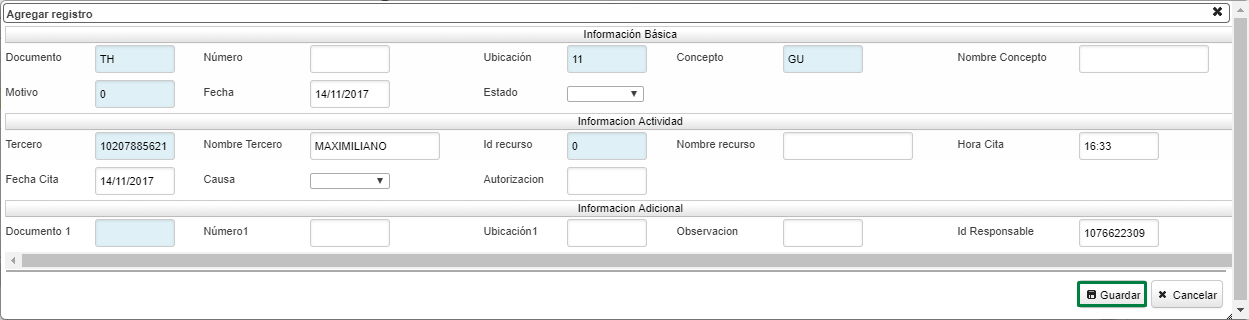 Agregar registro
Información Básica
Documento TH Número Ubicación 11 Concepto GU Nombre Concepto
Motivo 0 Fecha 14/11/2017 Estado
Informacion Actividad
Tercero 10207885621 Nombre Tercero MAXIMILIANO Id recurso 0 Nombre recurso Hora Cita 16:33
Fecha Cita 14/11/2017 Causa Autorizacion
Informacion Adicional
Documento 1 Número1 Ubicación1 Observacion Id Responsable 1076622309
Guardar Cancelar